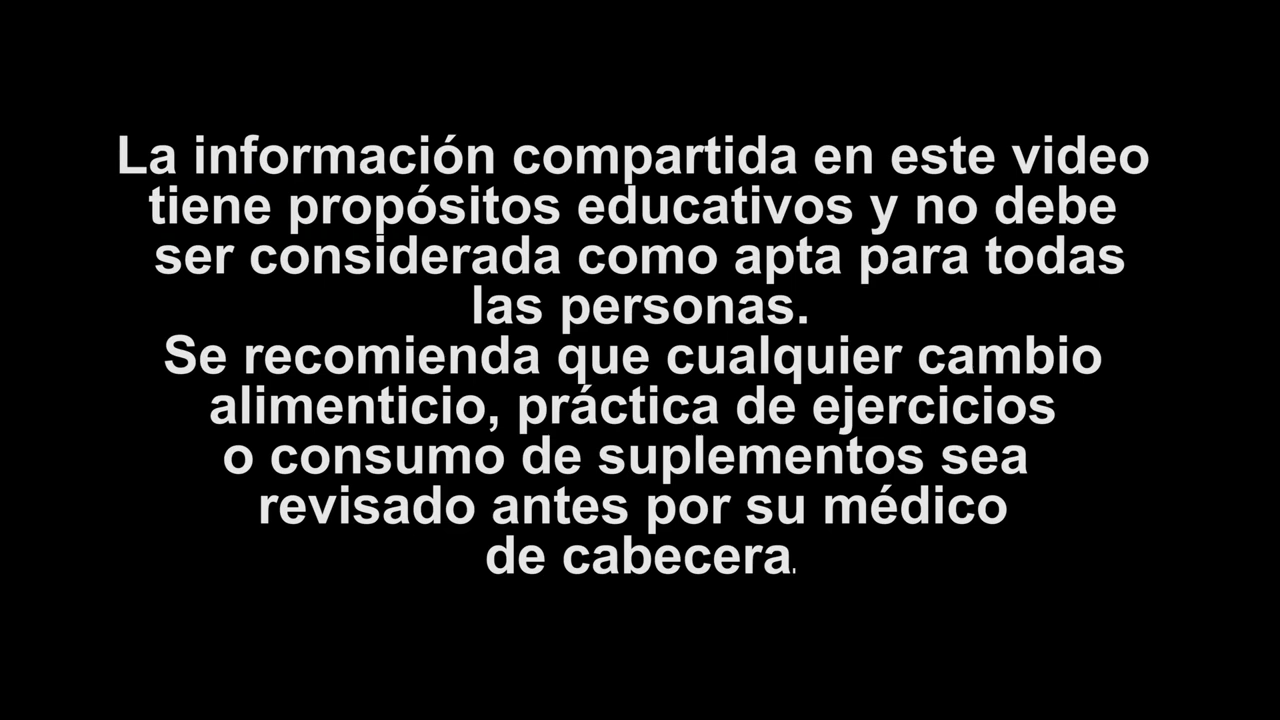 La información compartida en este video
tiene propósitos educativos y no debe
ser considerada como apta para todas
las personas.
Se recomienda que cualquier cambio
alimenticio, práctica de ejercicios
o consumo de suplementos sea
revisado antes por su médico
de cabecera.